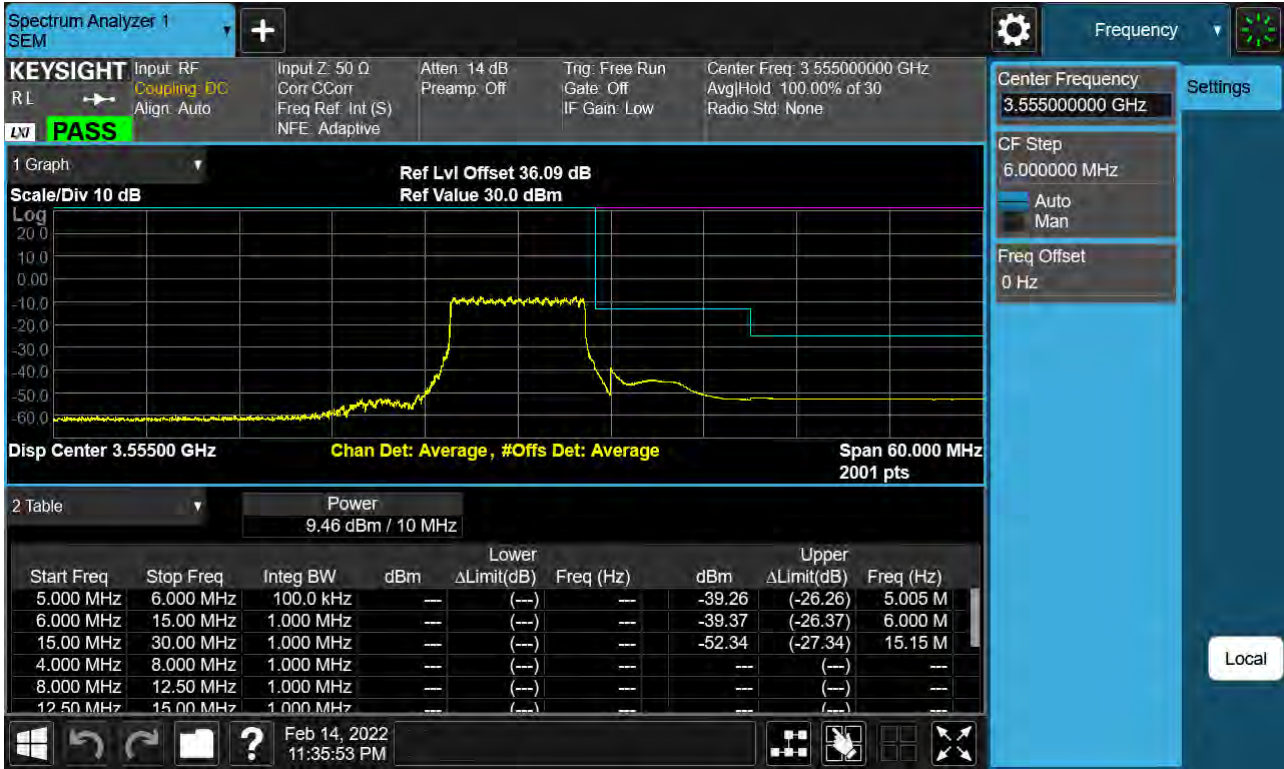 Spectrum Analyzer 1
SEM
Frequency
KEYSIGHT
R L
LXI
PASS
Input: RF
Coupling: DC
Align: Auto
Input Z: 50 Ω
Corr CCorr
Freq Ref: Int (S)
NFE: Adaptive
Atten: 14 dB
Preamp: Off
Trig: Free Run
Gate: Off
IF Gain: Low
Center Freq: 3.555000000 GHz
Avg|Hold: 100.00% of 30
Radio Std: None
Center Frequency
3.555000000 GHz
Settings
CF Step
6.000000 MHz
Auto
Man
Freq Offset
0 Hz
Local
1 Graph
Ref Lvl Offset 36.09 dB
Scale/Div 10 dB
Ref Value 30.0 dBm
Log
20.0
10.0
0.00
-10.0
-20.0
-30.0
-40.0
-50.0
-60.0
Disp Center 3.55500 GHz
Chan Det: Average, #Offs Det: Average
Span 60.000 MHz
2001 pts
2 Table
Power
9.46 dBm / 10 MHz
Lower Upper
Start Freq Stop Freq Integ BW dBm ΔLimit(dB) Freq (Hz) dBm ΔLimit(dB) Freq (Hz)
5.000 MHz 6.000 MHz 100.0 kHz --- (---) --- -39.26 (-26.26) 5.005 M
6.000 MHz 15.00 MHz 1.000 MHz --- (---) --- -39.37 (-26.37) 6.000 M
15.00 MHz 30.00 MHz 1.000 MHz --- (---) --- -52.34 (-27.34) 15.15 M
4.000 MHz 8.000 MHz 1.000 MHz --- (---) --- --- (---) ---
8.000 MHz 12.50 MHz 1.000 MHz --- (---) --- --- (---) ---
12.50 MHz 15.00 MHz 1.000 MHz --- (---) --- --- (---) ---
?
Feb 14, 2022
11:35:53 PM